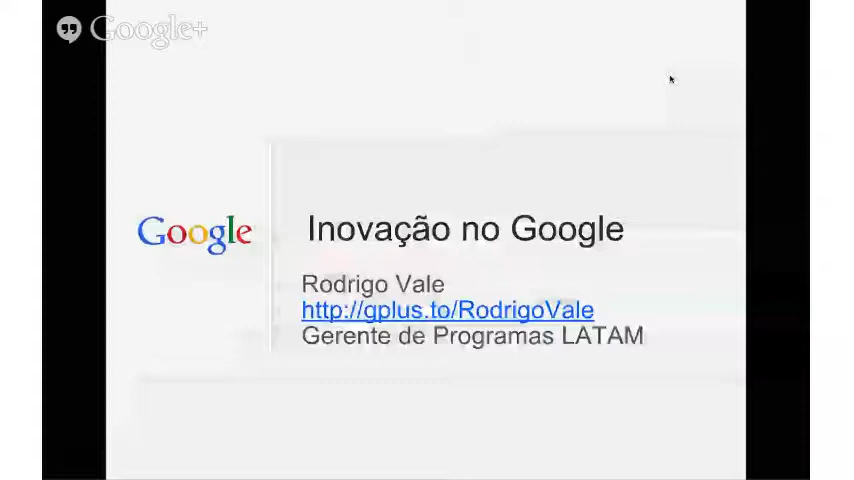 Google+
Google
Inovação no Google
Rodrigo Vale
http://gplus.to/RodrigoVale
Gerente de Programas LATAM